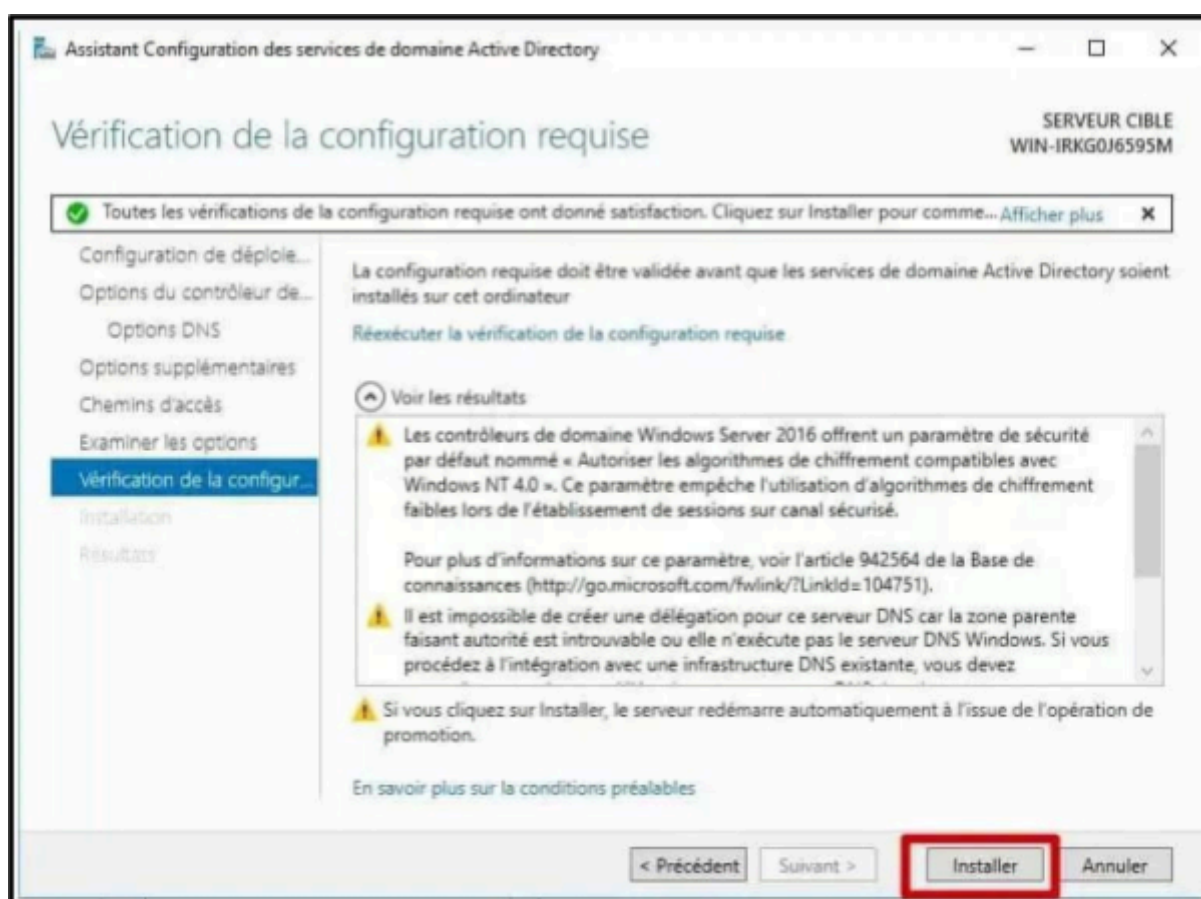 Assistant Configuration des services de domaine Active Directory
Vérification de la configuration requise
SERVEUR CIBLE
WIN-IRKG0J6595M
Toutes les vérifications de la configuration requise ont donné satisfaction. Cliquez sur Installer pour comme... Afficher plus
Configuration de déploie...
Options du contrôleur de...
Options DNS
Options supplémentaires
Chemins d'accès
Examiner les options
Vérification de la configur...
Installation
Résultats
La configuration requise doit être validée avant que les services de domaine Active Directory soient
installés sur cet ordinateur
Réexécuter la vérification de la configuration requise
Voir les résultats
Les contrôleurs de domaine Windows Server 2016 offrent un paramètre de sécurité
par défaut nommé « Autoriser les algorithmes de chiffrement compatibles avec
Windows NT 4.0 ». Ce paramètre empêche l'utilisation d'algorithmes de chiffrement
faibles lors de l'établissement de sessions sur canal sécurisé.
Pour plus d'informations sur ce paramètre, voir l'article 942564 de la Base de
connaissances (http://go.microsoft.com/fwlink/?LinkId=104751).
Il est impossible de créer une délégation pour ce serveur DNS car la zone parente
faisant autorité est introuvable ou elle n'exécute pas le serveur DNS Windows. Si vous
procédez à l'intégration avec une infrastructure DNS existante, vous devez
Si vous cliquez sur Installer, le serveur redémarre automatiquement à l'issue de l'opération de
promotion.
En savoir plus sur la conditions préalables
< Précédent
Suivant >
Installer
Annuler